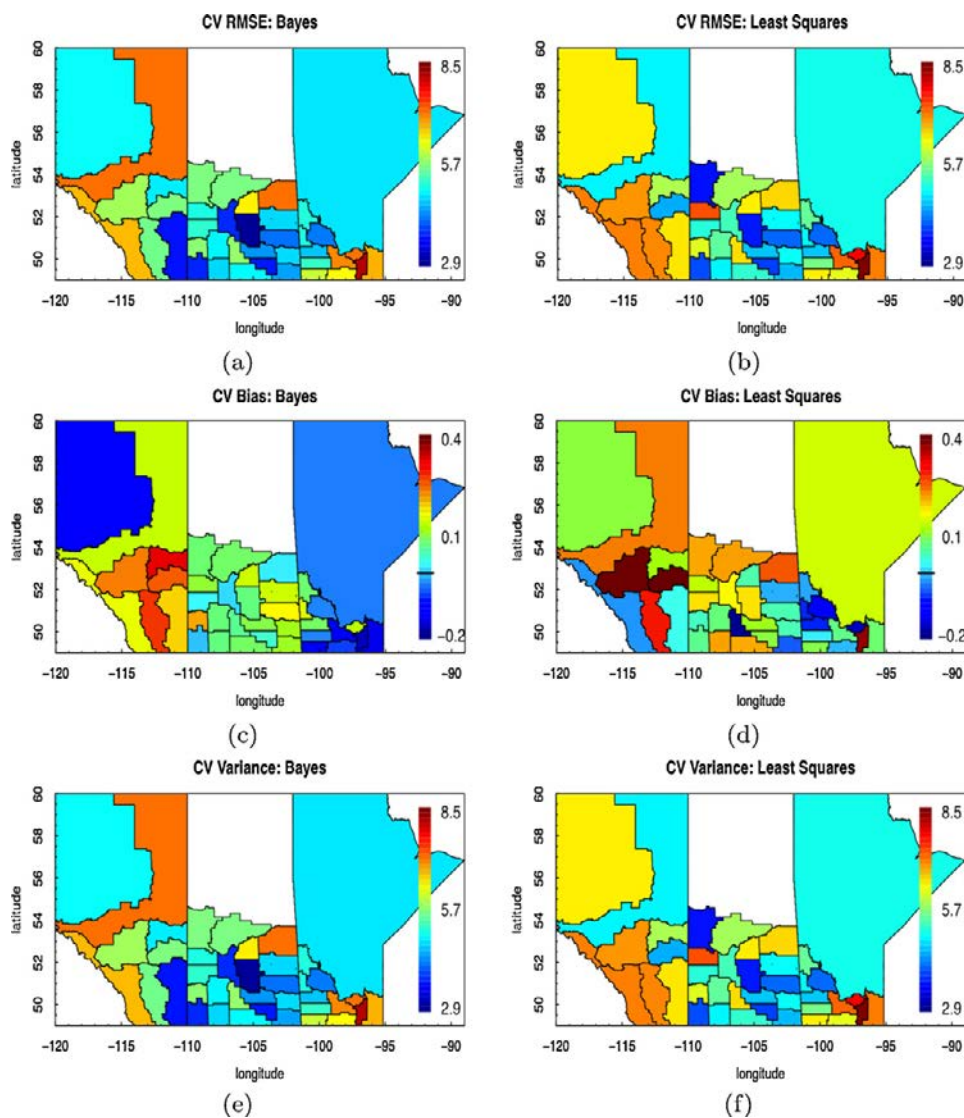 CV RMSE: Bayes
60
58
56
54
52
50
latitude
8.5
5.7
2.9
−120 −115 −110 −105 −100 −95 −90
longitude
(a)
CV RMSE: Least Squares
60
58
56
54
52
50
latitude
8.5
5.7
2.9
−120 −115 −110 −105 −100 −95 −90
longitude
(b)
CV Bias: Bayes
60
58
56
54
52
50
latitude
0.4
0.1
−0.2
−120 −115 −110 −105 −100 −95 −90
longitude
(c)
CV Bias: Least Squares
60
58
56
54
52
50
latitude
0.4
0.1
−0.2
−120 −115 −110 −105 −100 −95 −90
longitude
(d)
CV Variance: Bayes
60
58
56
54
52
50
latitude
8.5
5.7
2.9
−120 −115 −110 −105 −100 −95 −90
longitude
(e)
CV Variance: Least Squares
60
58
56
54
52
50
latitude
8.5
5.7
2.9
−120 −115 −110 −105 −100 −95 −90
longitude
(f)